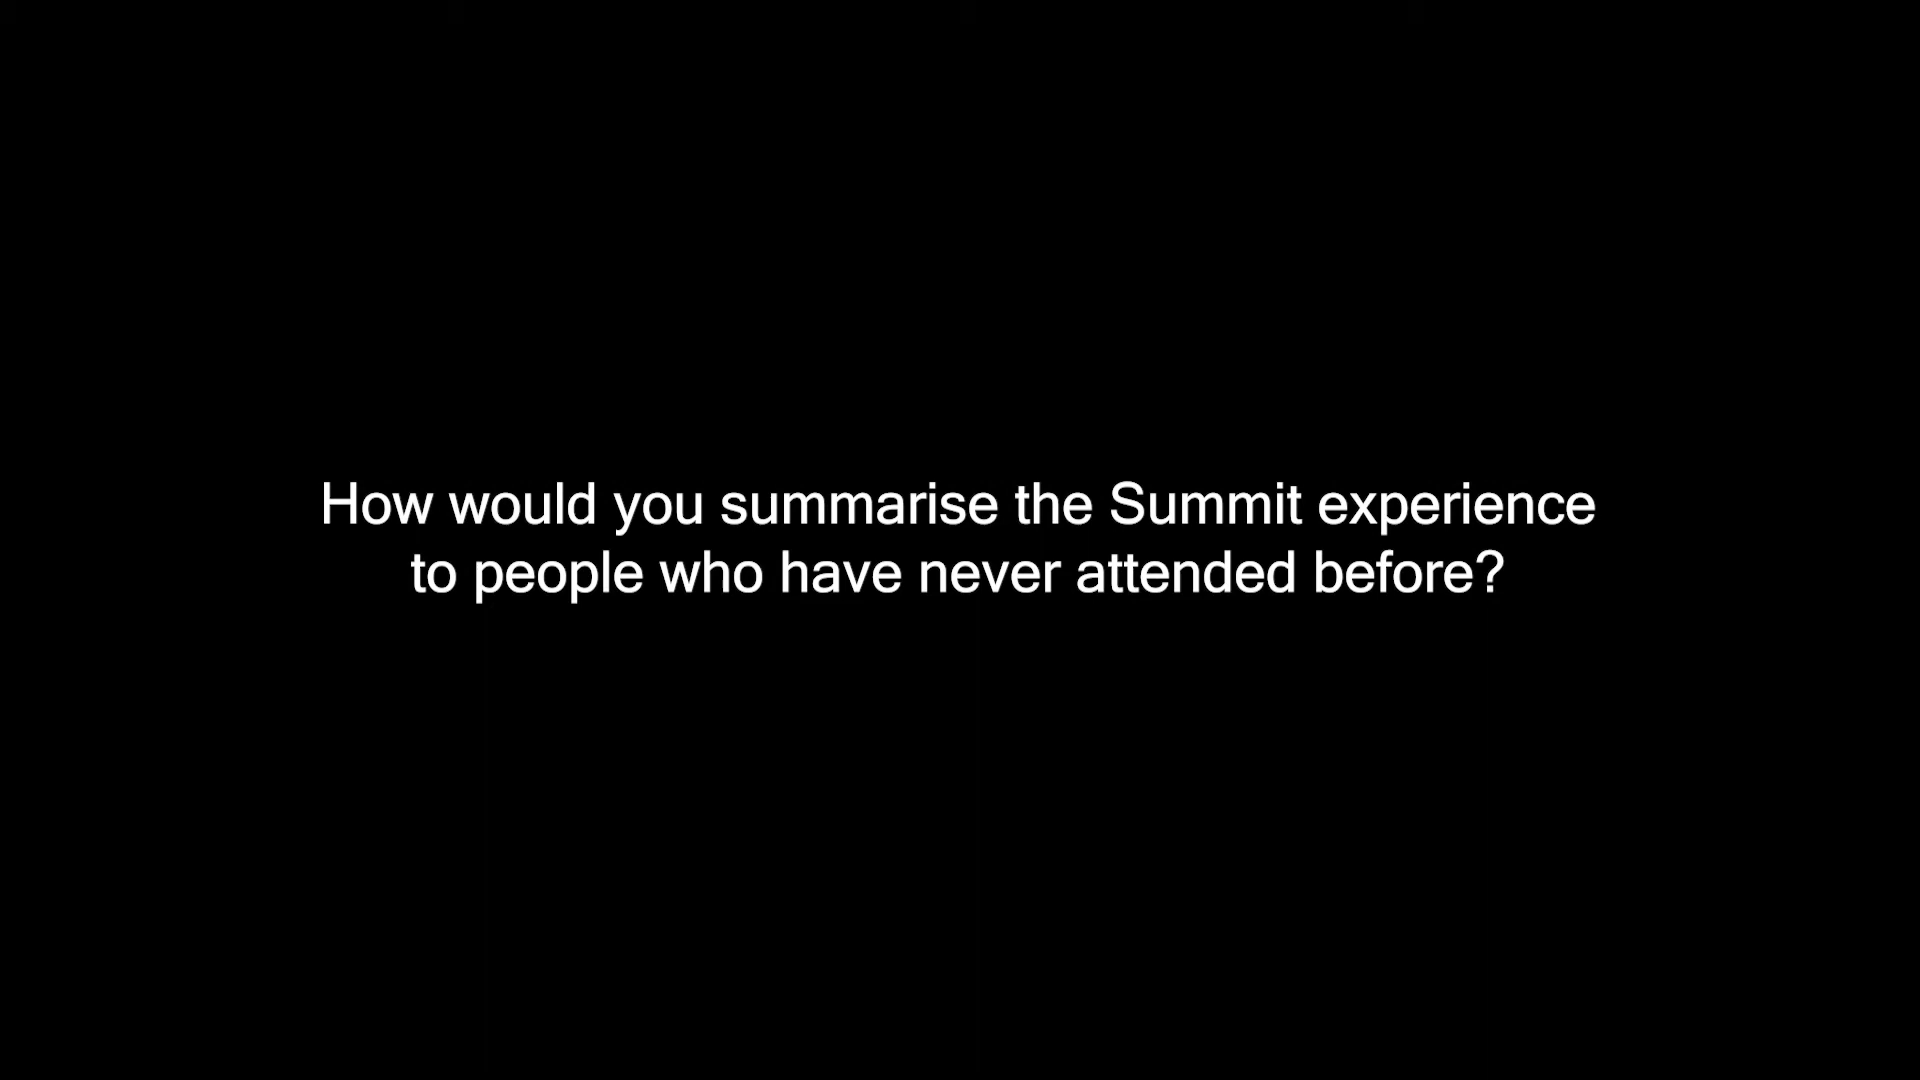 How would you summarise the Summit experience
to people who have never attended before?